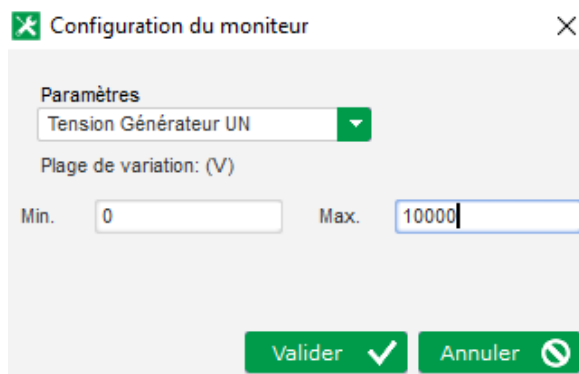 Configuration du moniteur
Paramètres
Tension Générateur UN
Plage de variation: (V)
Min. 0 Max. 10000
Valider Annuler